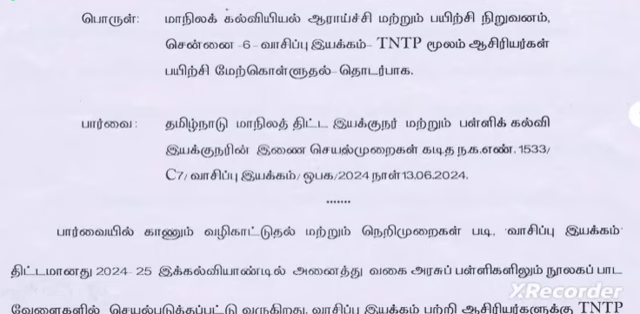 பொருள்: மாநிலக் கல்வியியல் ஆராய்ச்சி மற்றும் பயிற்சி நிறுவனம்,
சென்னை -6 -வாசிப்பு இயக்கம்- TNTP மூலம் ஆசிரியர்கள்
பயிற்சி மேற்கொள்ளுதல்- தொடர்பாக.
பார்வை: தமிழ்நாடு மாநிலத் திட்ட இயக்குநர் மற்றும் பள்ளிக் கல்வி
இயக்குநரின் இணை செயல்முறைகள் கடித ந.க.எண். 1533/
C7/ வாசிப்பு இயக்கம்/ ஒபக/2024 நாள்13.06.2024.
.......
பார்வையில் காணும் வழிகாட்டுதல் மற்றும் நெறிமுறைகள் படி, வாசிப்பு இயக்கம்
திட்டமானது 2024- 25 இக்கல்வியாண்டில் அனைத்து வகை அரசுப் பள்ளிகளிலும் நூலகப் பாட
வேளைகளில் செயல்படுத்தப்பட்டு வருகிறது. வாசிப்பு இயக்கம் பற்றி ஆசிரியர்களுக்கு TNTP
XRecorder